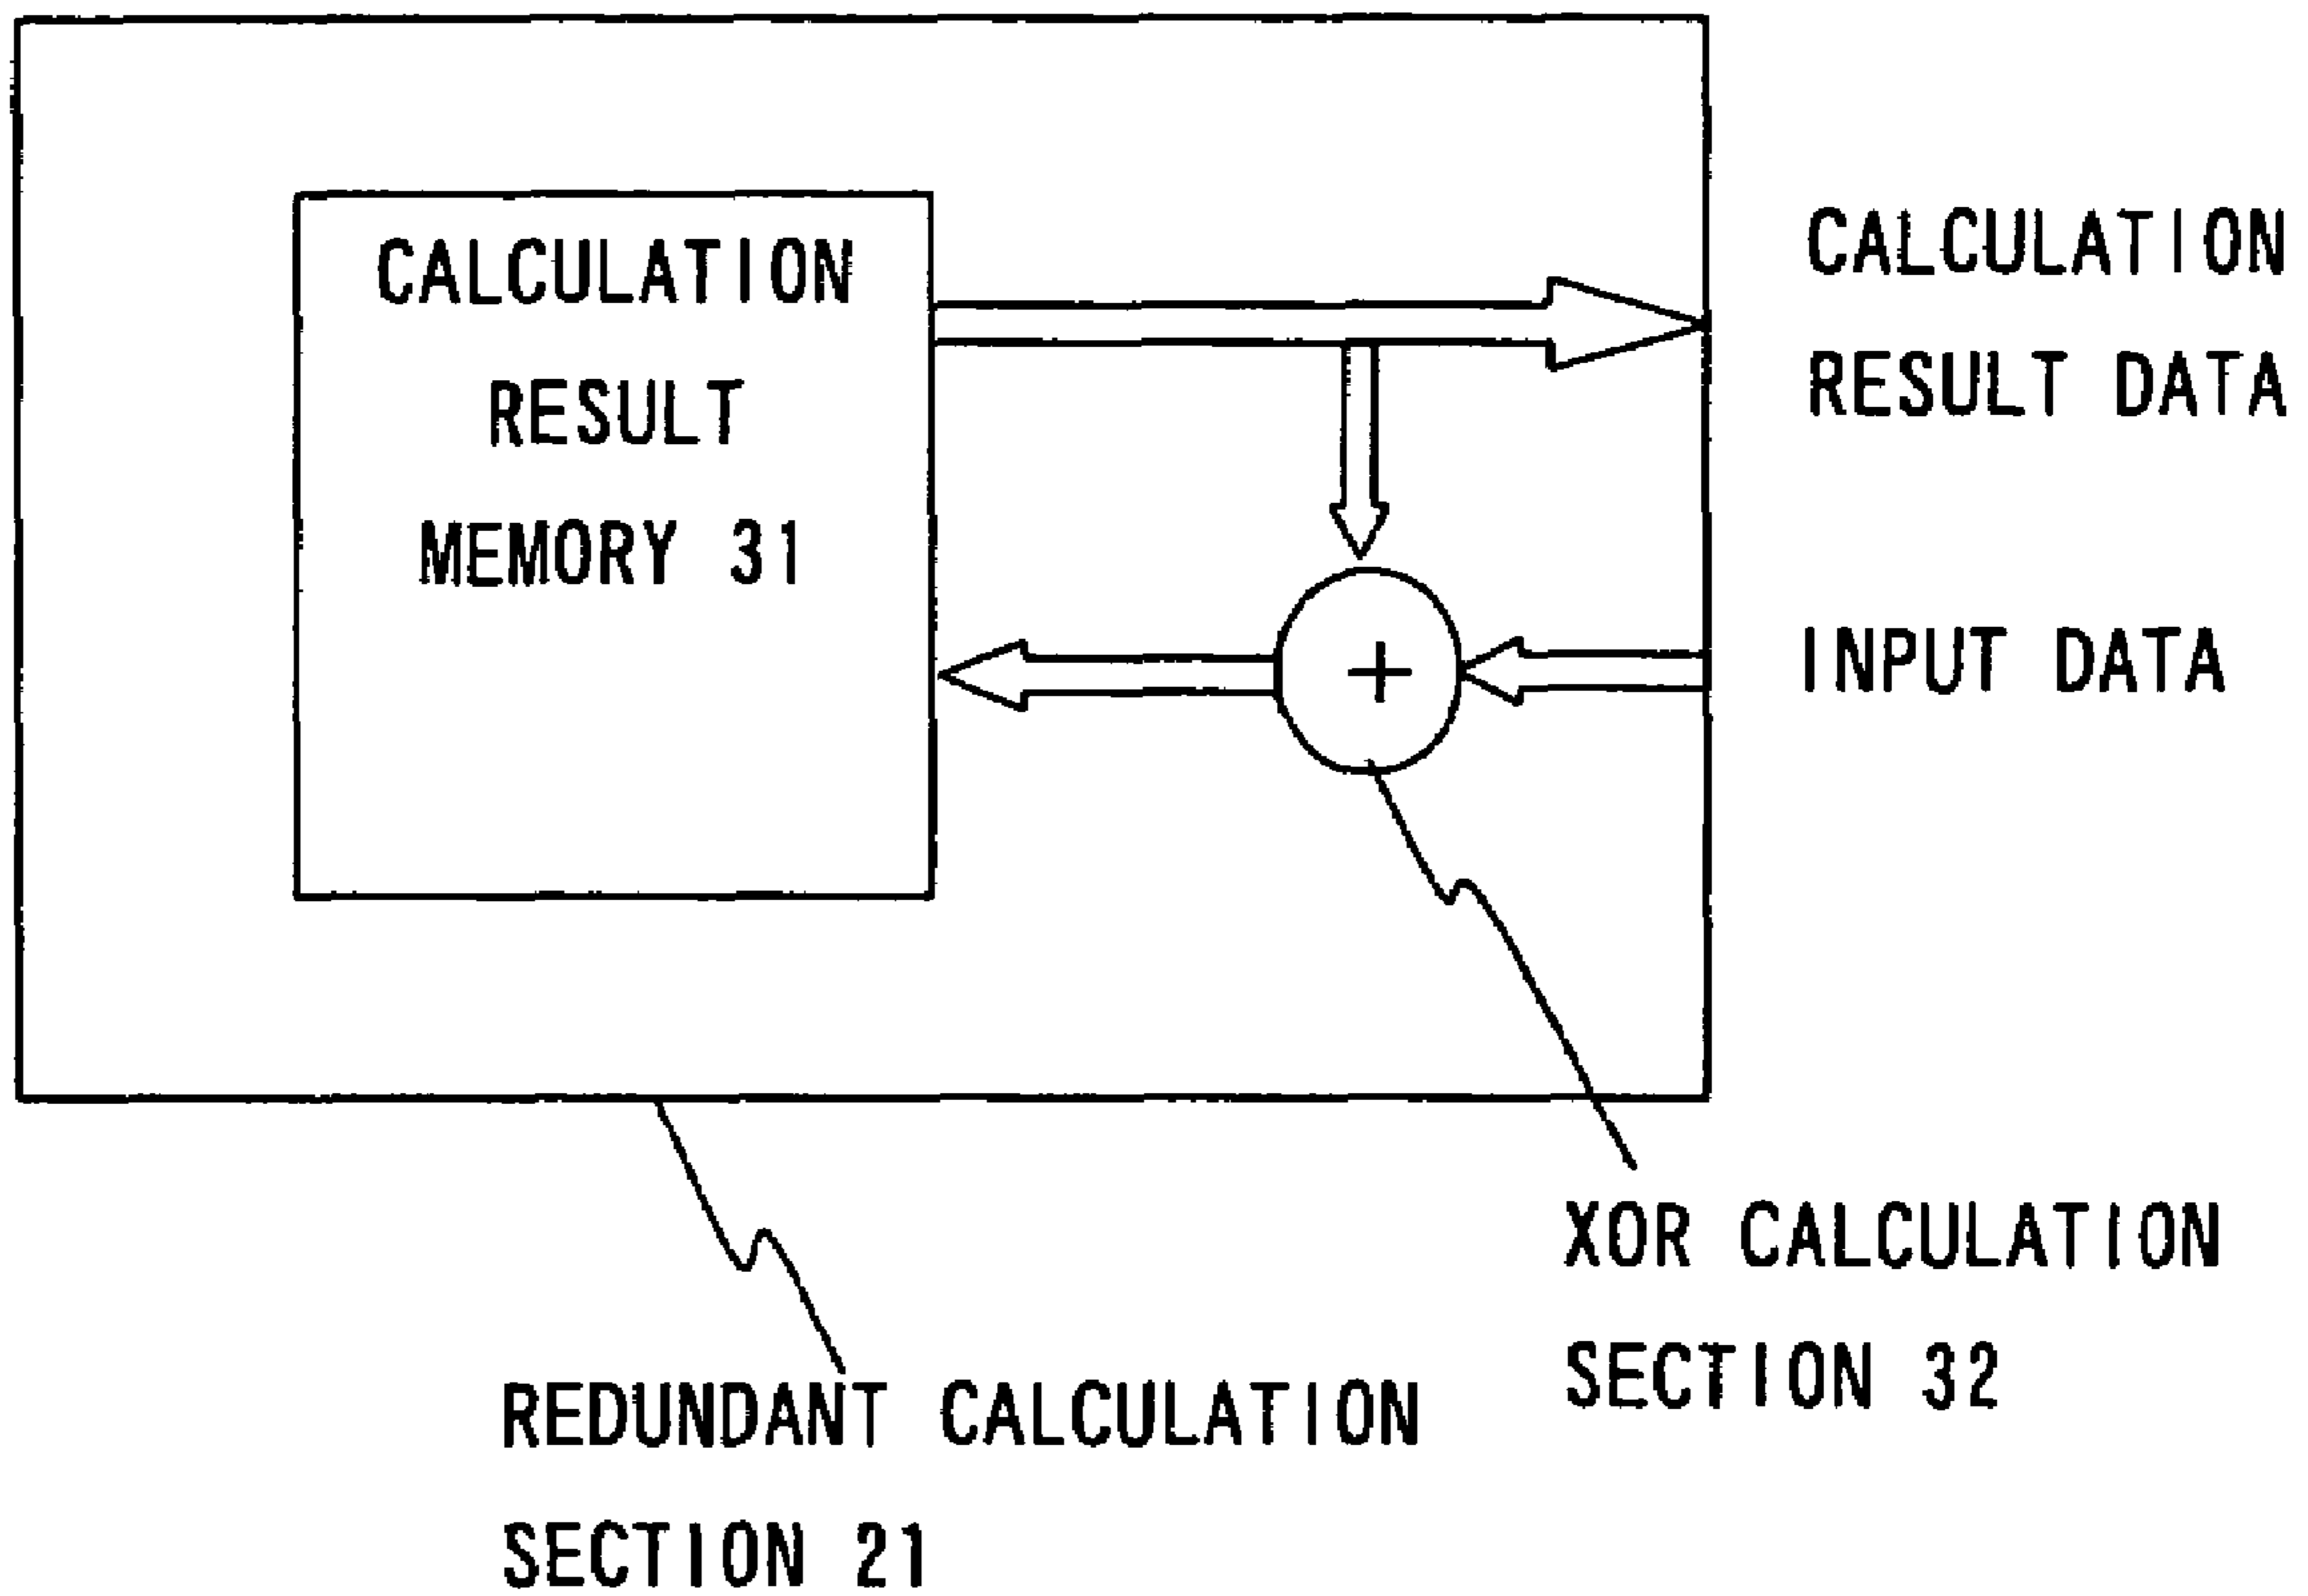 CALCULATION
RESULT
MEMORY 31
CALCULATION
RESULT DATA
+
INPUT DATA
XOR CALCULATION
SECTION 32
REDUNDANT CALCULATION
SECTION 21